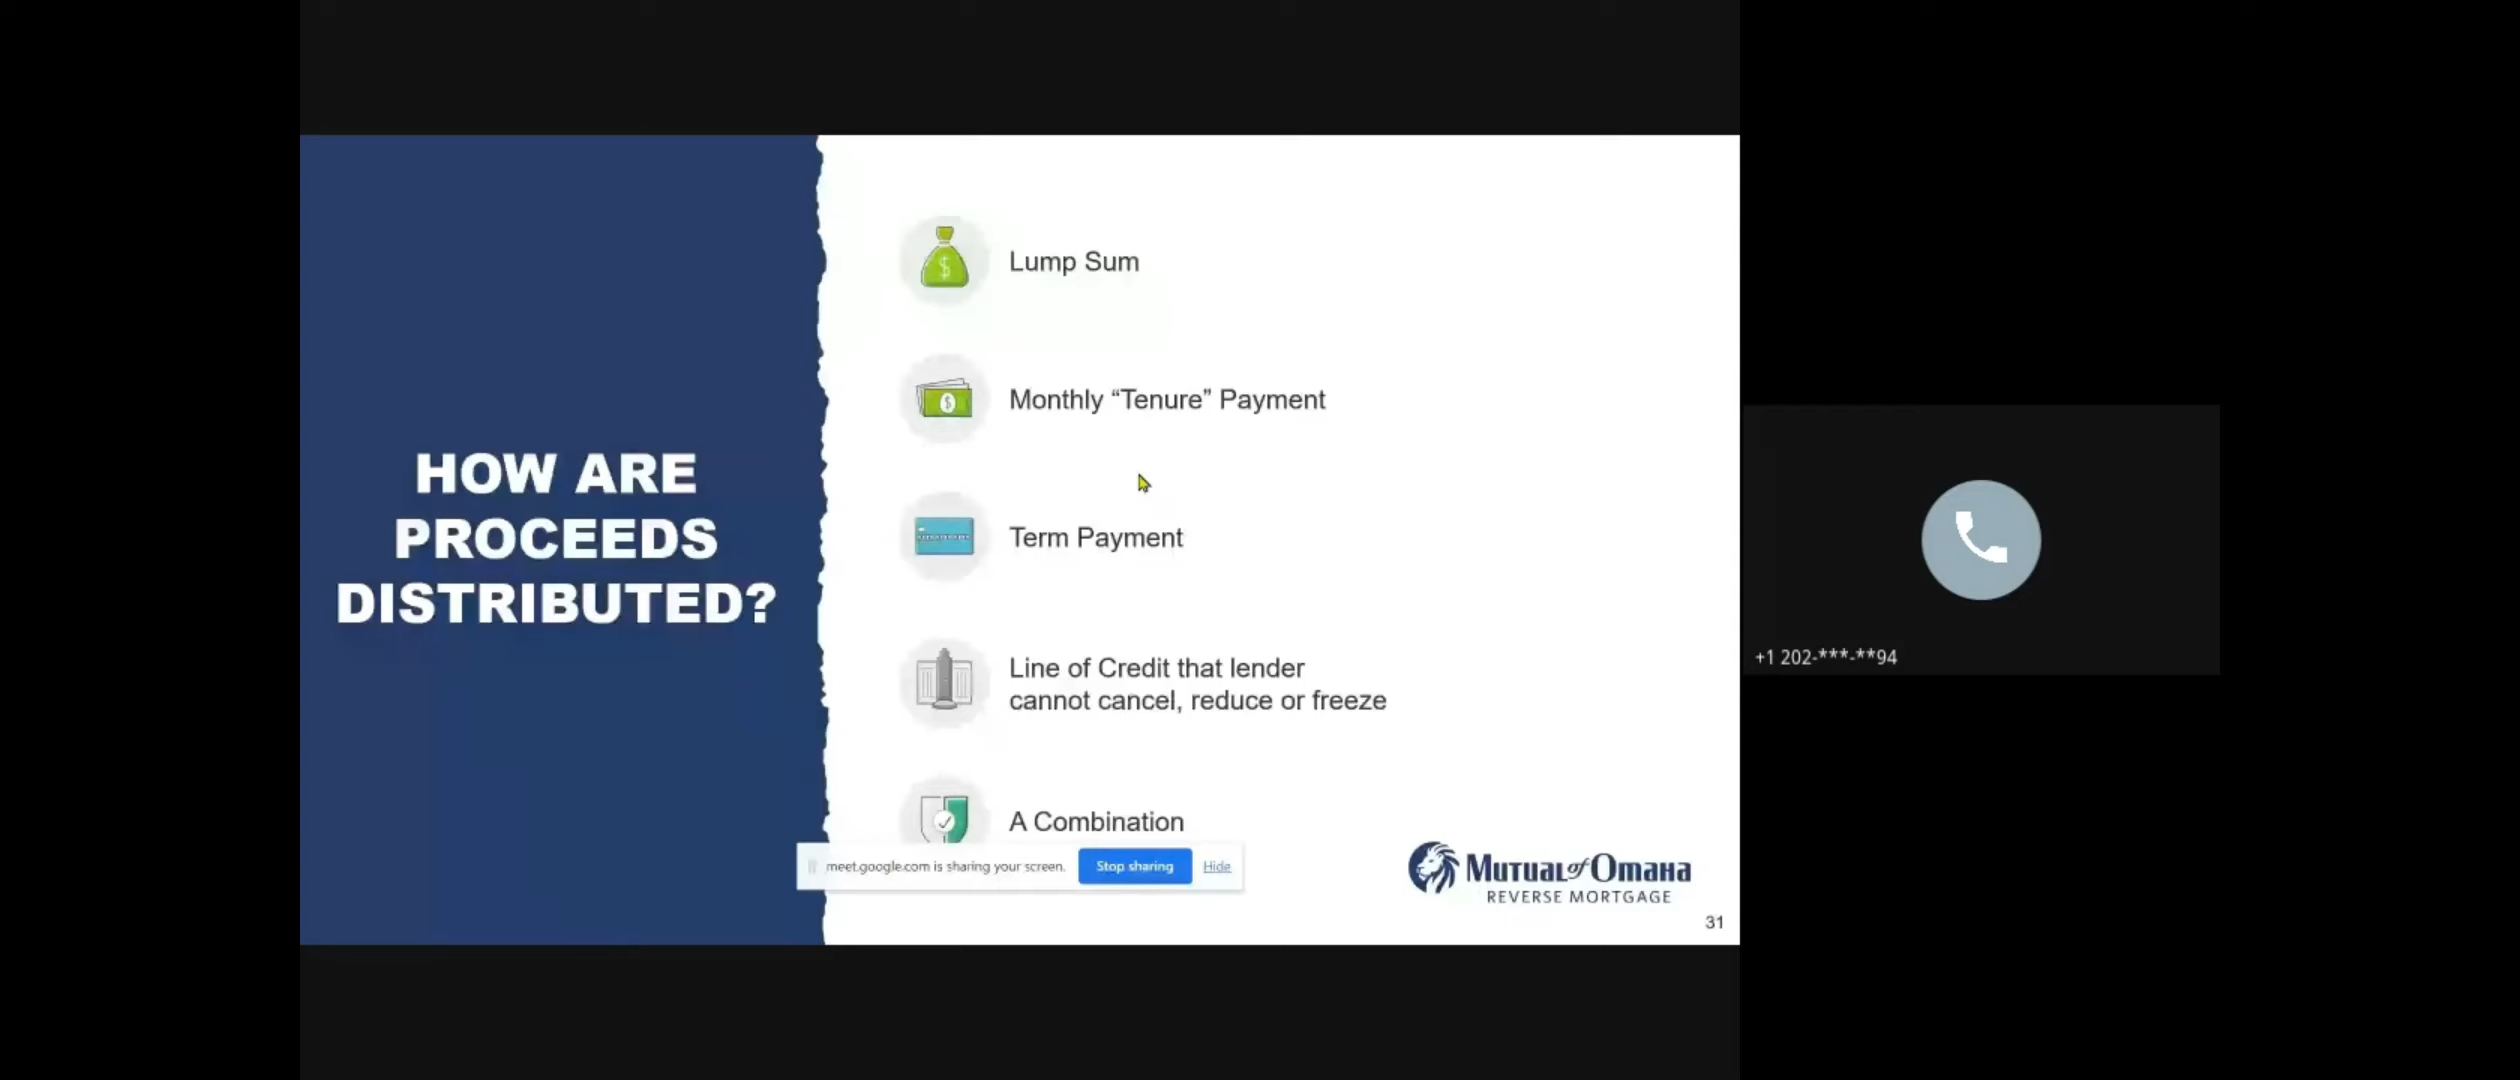 HOW ARE
PROCEEDS
DISTRIBUTED?
$
Lump Sum
$
Monthly “Tenure” Payment
Term Payment
Line of Credit that lender
cannot cancel, reduce or freeze
A Combination
meet.google.com is sharing your screen. Stop sharing Hide
Mutual of Omaha
REVERSE MORTGAGE
31
+1 202-***-**94